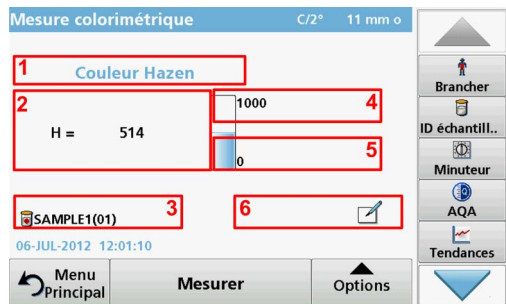 Mesure colorimétrique C/2° 11 mm o
1 Couleur Hazen
2 H = 514
1000 4
0 5
SAMPLE1(01) 3
6
06-JUL-2012 12:01:10
Menu Principal
Mesurer
Options
Brancher
ID échantill..
Minuteur
AQA
Tendances